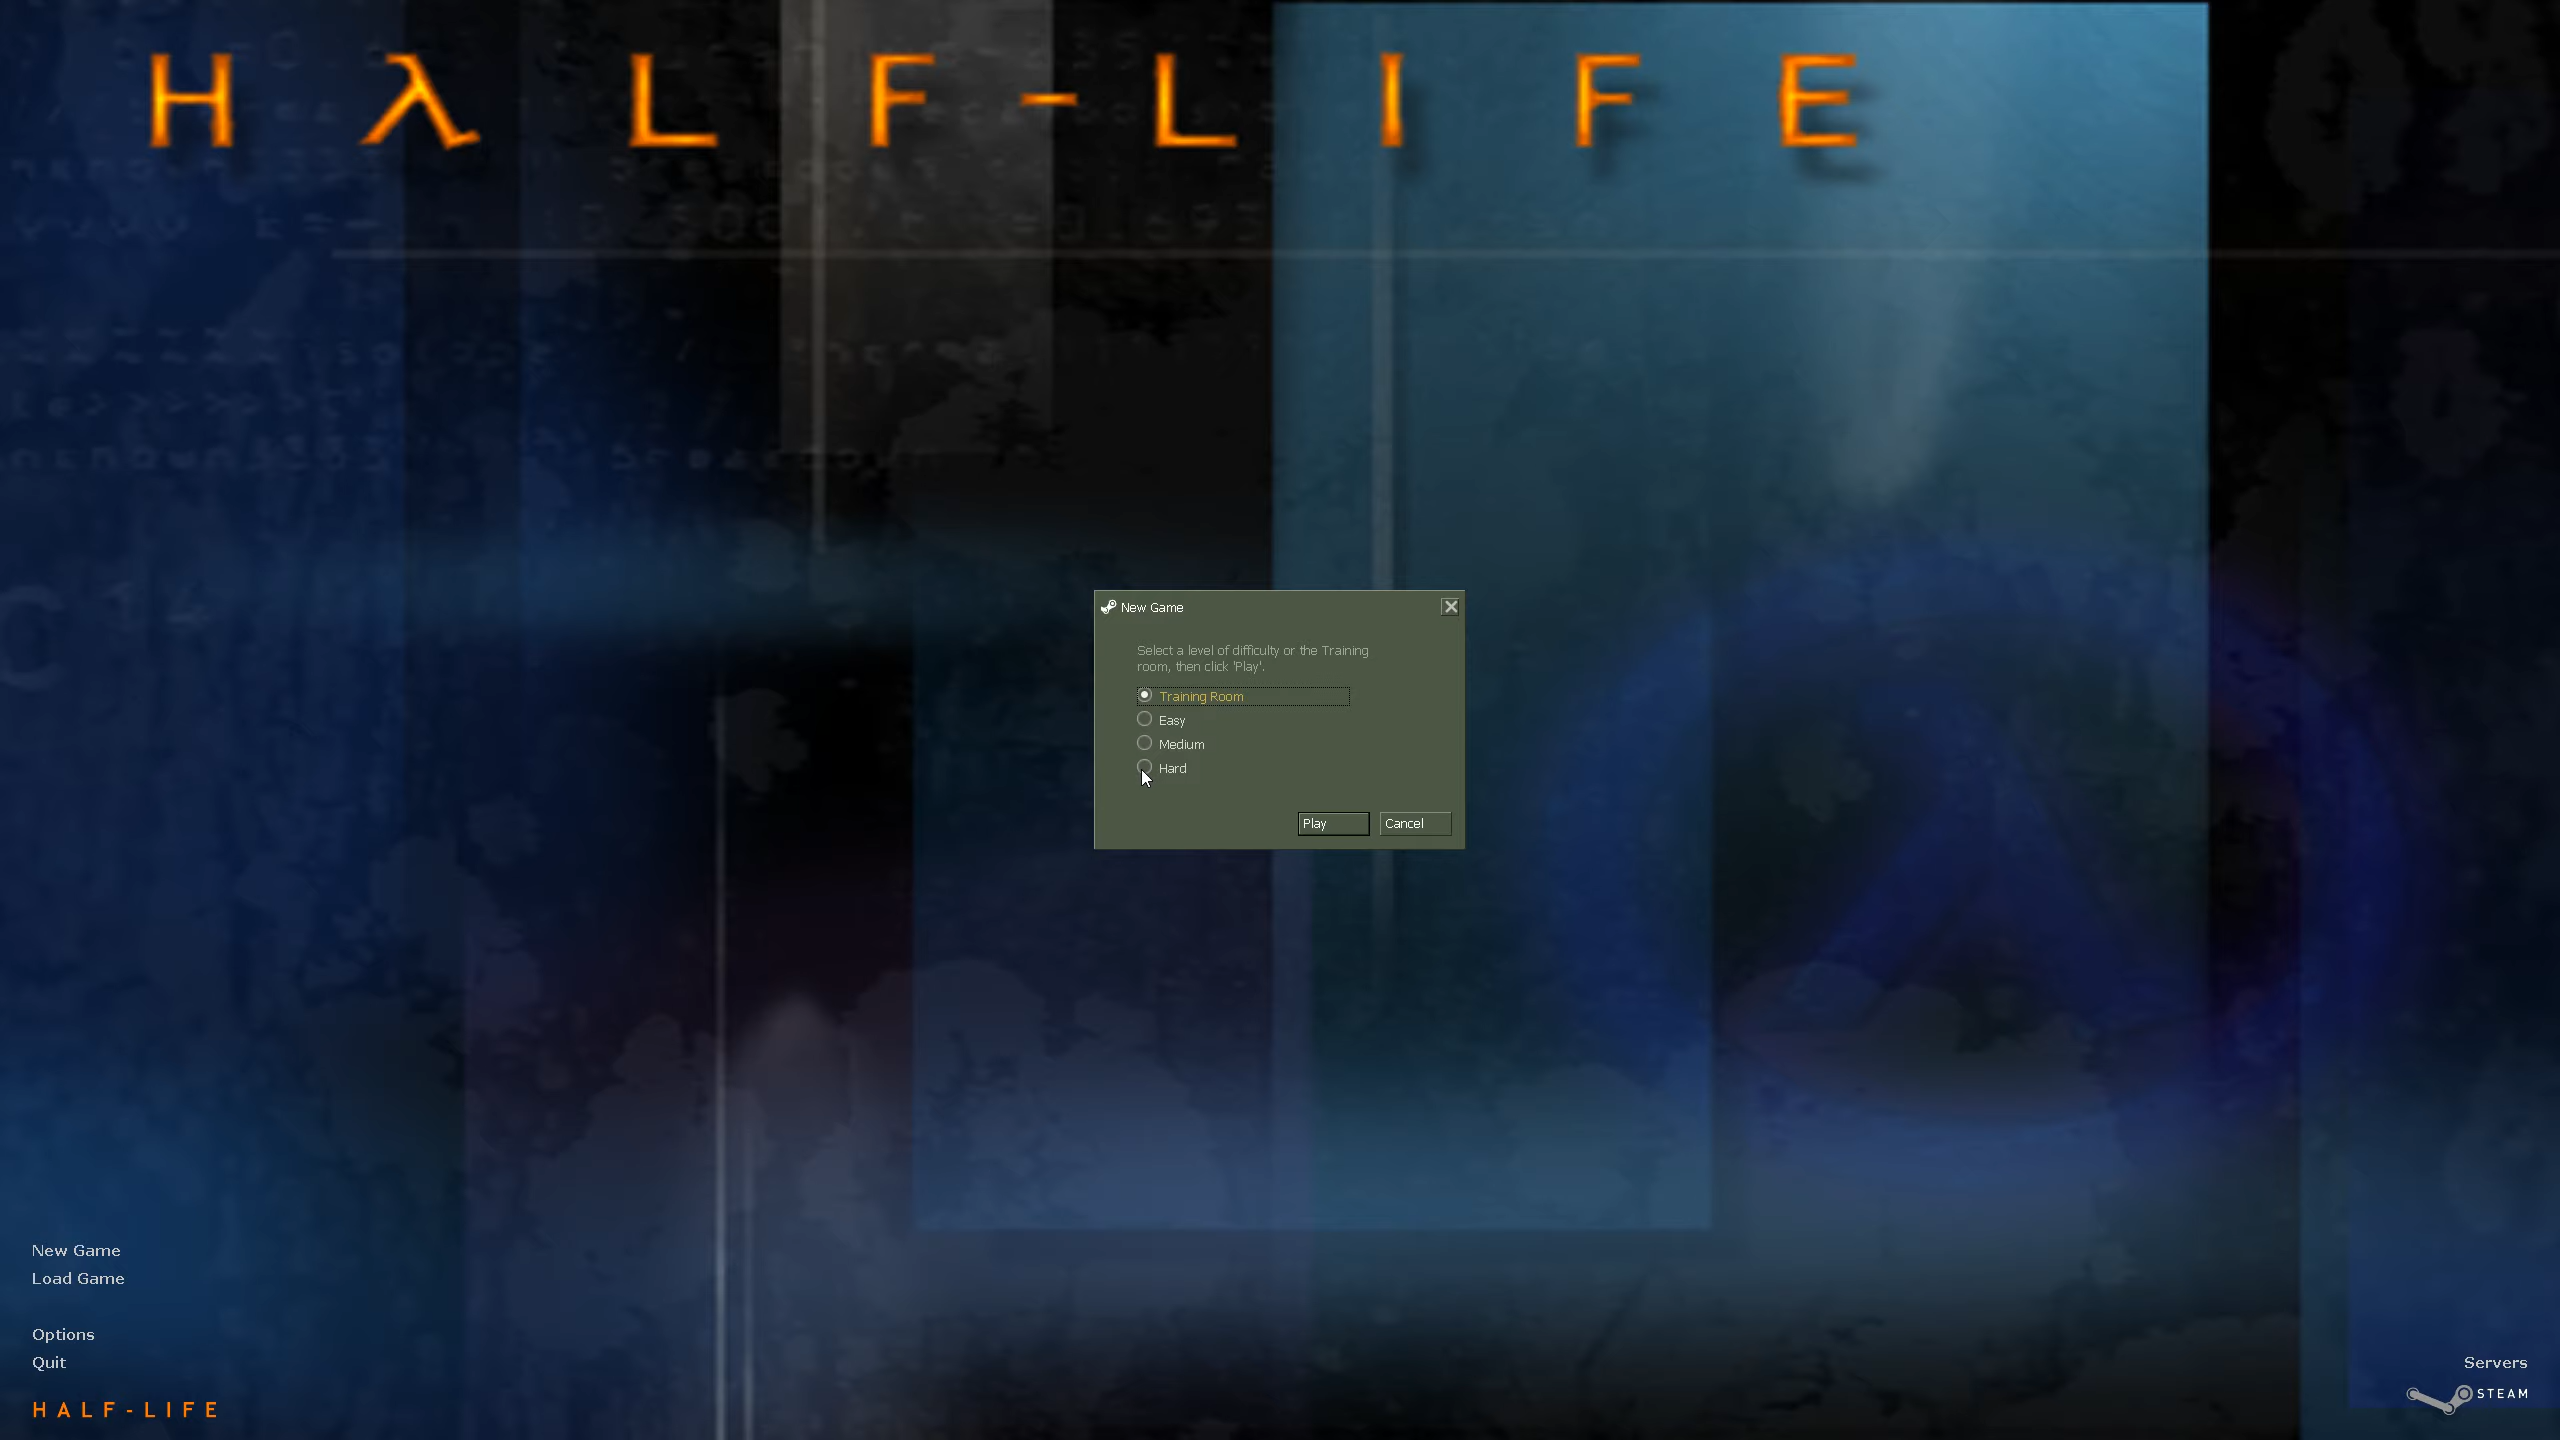 HλLF-LIFE
New Game
Select a level of difficulty or the Training
room, then click 'Play'.
Training Room
Easy
Medium
Hard
Play
Cancel
New Game
Load Game
Options
Quit
HALF-LIFE
Servers
STEAM